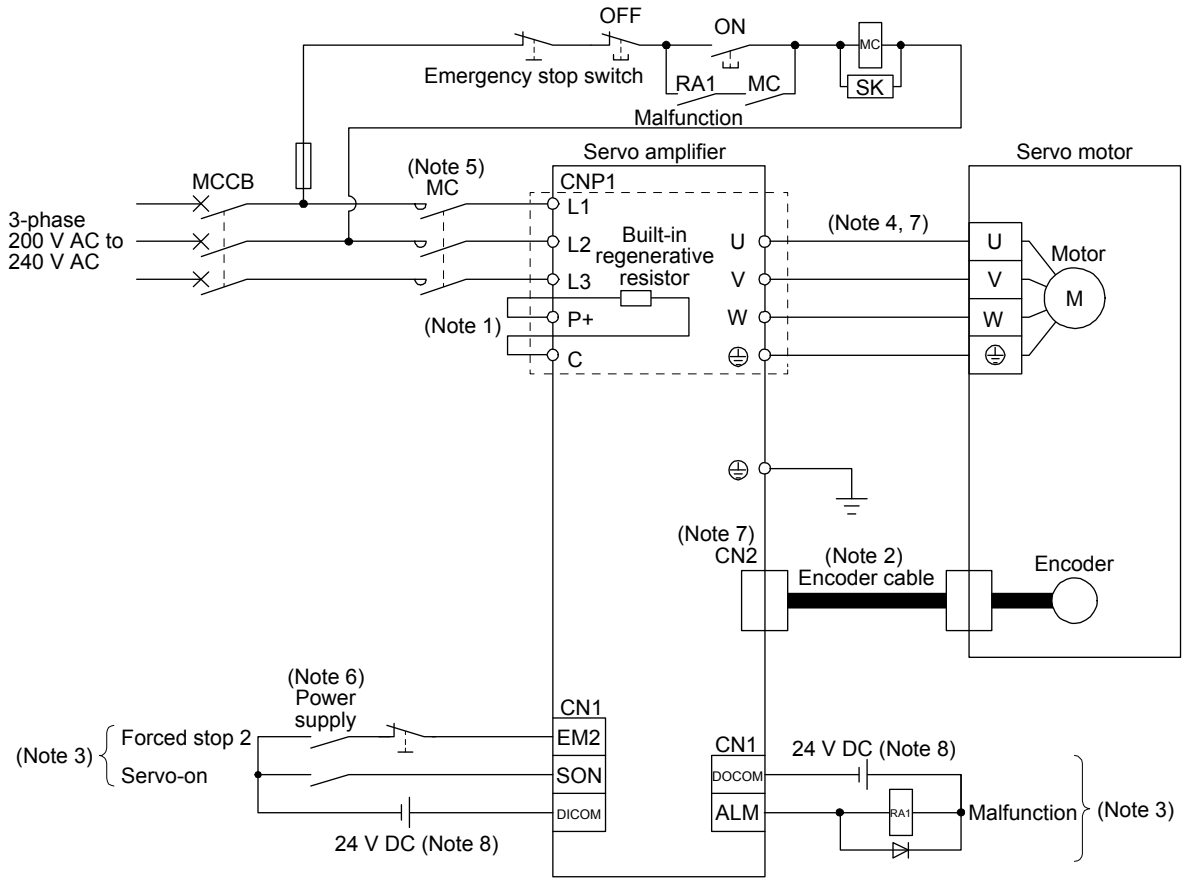 OFF
ON
MC
Emergency stop switch
RA1
MC
SK
Malfunction
Servo amplifier
Servo motor
(Note 5)
MCCB
MC
CNP1
3-phase
200 V AC to
240 V AC
L1
L2
L3
Built-in
regenerative
resistor
(Note 1)
P+
C
U
V
W
(Note 4, 7)
U
V
W
Motor
M
(Note 7)
CN2
(Note 2)
Encoder cable
Encoder
(Note 6)
Power
supply
(Note 3)
Forced stop 2
Servo-on
CN1
EM2
SON
DICOM
24 V DC (Note 8)
CN1
DOCOM
ALM
24 V DC (Note 8)
RA1
Malfunction
(Note 3)